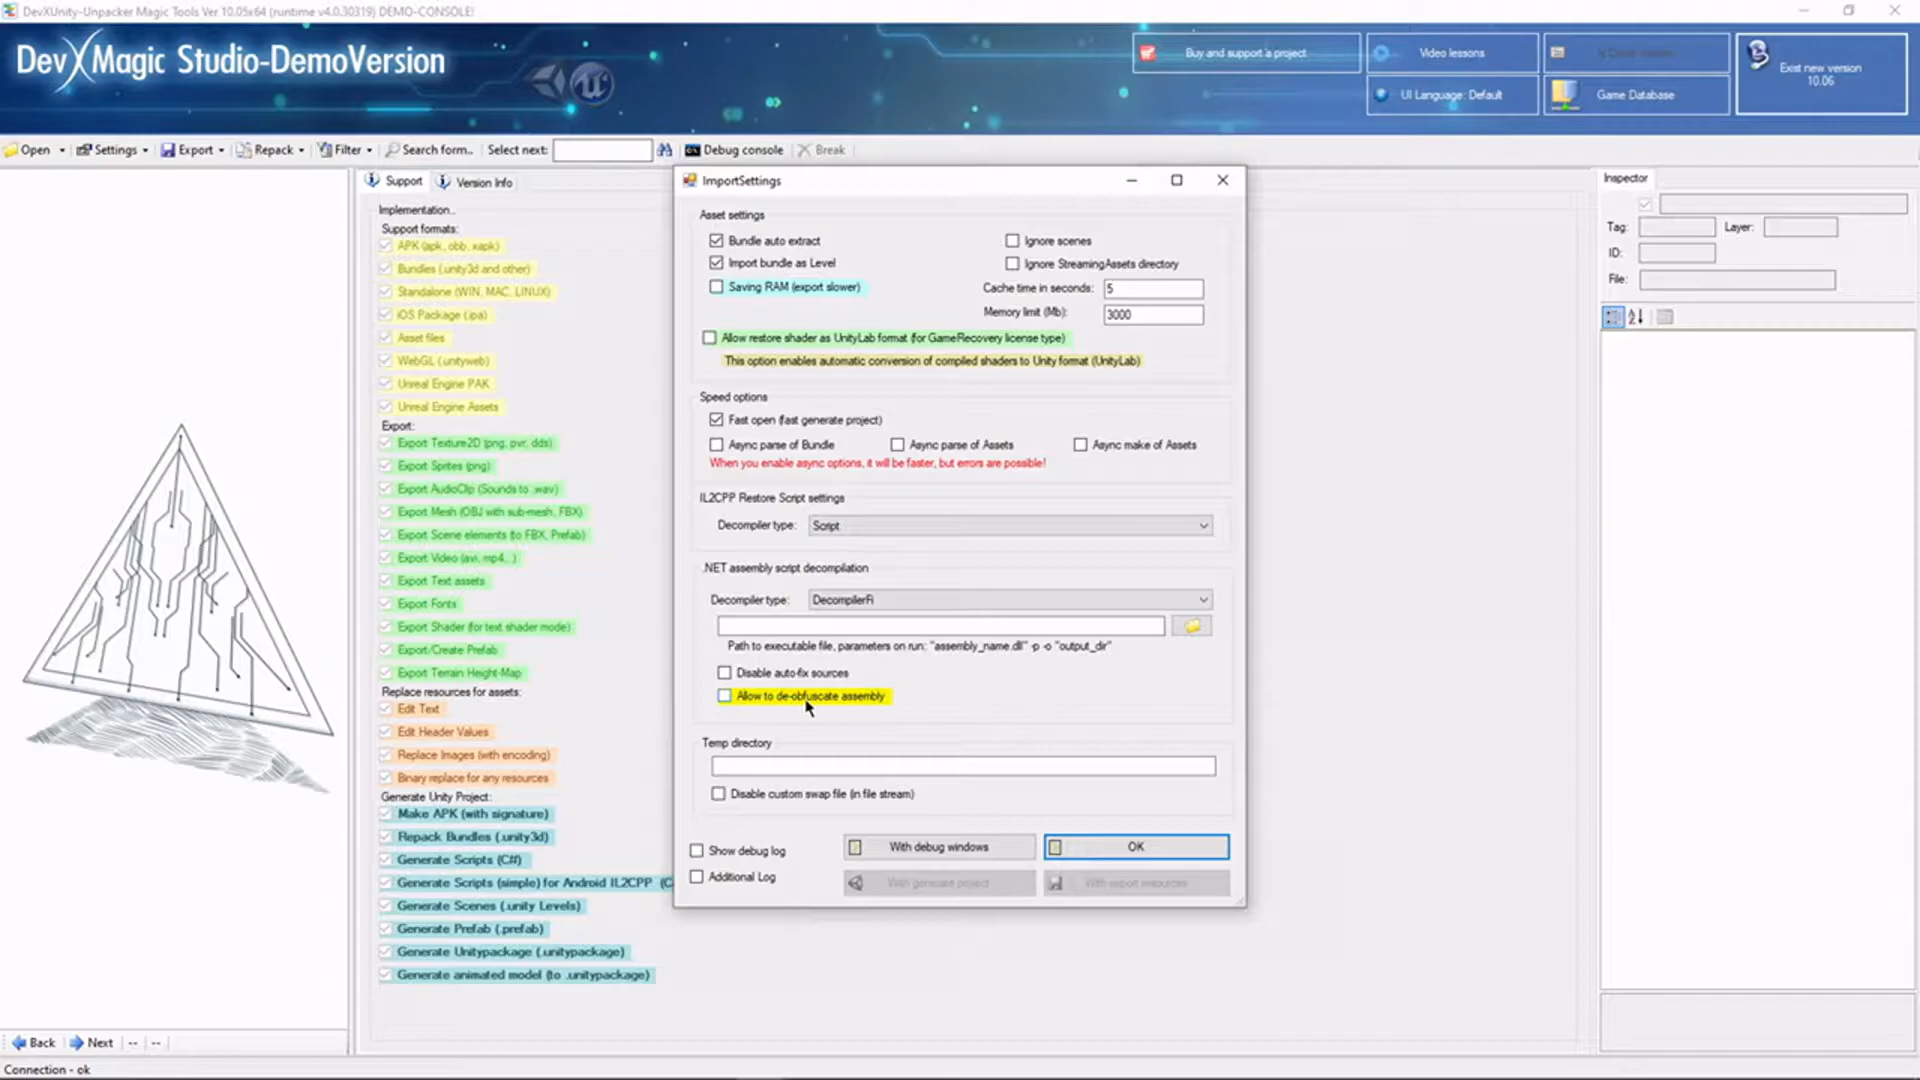 DevXUnity-Unpacker Magic Tools Ver 10.05x64 (runtime v4.0.30319) DEMO-CONSOLE!
DevXMagic Studio-DemoVersion
Buy and support a project
Video lessons
Exist new version
10.06
UI Language: Default
Game Database
Open
Settings
Export
Repack
Filter
Search form..
Select next:
Debug console
Break
Support
Version Info
Implementation..
Support formats:
APK (apk, obb, xapk)
Bundles (.unity3d and other)
Standalone (WIN, MAC, LINUX)
iOS Package (.ipa)
Asset files
WebGL (.unityweb)
Unreal Engine PAK
Unreal Engine Assets
Export:
Export Texture2D (png, pvr, dds)
Export Sprites (png)
Export AudioClip (Sounds to .wav)
Export Mesh (OBJ with sub-mesh, FBX)
Export Scene elements (to FBX, Prefab)
Export Video (avi, mp4,..)
Export Text assets
Export Fonts
Export Shader (for text shader mode)
Export/Create Prefab
Export Terrain Height-Map
Replace resources for assets:
Edit Text
Edit Header Values
Replace Images (with encoding)
Binary replace for any resources
Generate Unity Project:
Make APK (with signature)
Repack Bundles (.unity3d)
Generate Scripts (C#)
Generate Scripts (simple) for Android IL2CPP (C
Generate Scenes (.unity Levels)
Generate Prefab (.prefab)
Generate Unitypackage (.unitypackage)
Generate animated model (to .unitypackage)
ImportSettings
Asset settings
Bundle auto extract
Ignore scenes
Import bundle as Level
Ignore StreamingAssets directory
Saving RAM (export slower)
Cache time in seconds:
5
Memory limit (Mb):
3000
Allow restore shader as UnityLab format (for GameRecovery license type)
This option enables automatic conversion of compiled shaders to Unity format (UnityLab)
Speed options
Fast open (fast generate project)
Async parse of Bundle
Async parse of Assets
Async make of Assets
When you enable async options, it will be faster, but errors are possible!
IL2CPP Restore Script settings
Decompiler type:
Script
.NET assembly script decompilation
Decompiler type:
DecompilerFi
Path to executable file, parameters on run: "assembly_name.dll" -p -o "output_dir"
Disable auto-fix sources
Allow to de-obfuscate assembly
Temp directory
Disable custom swap file (in file stream)
Show debug log
With debug windows
OK
Additional Log
With generate project
With export resources
Inspector
Tag:
Layer:
ID:
File:
Back
Next
--
--
Connection - ok